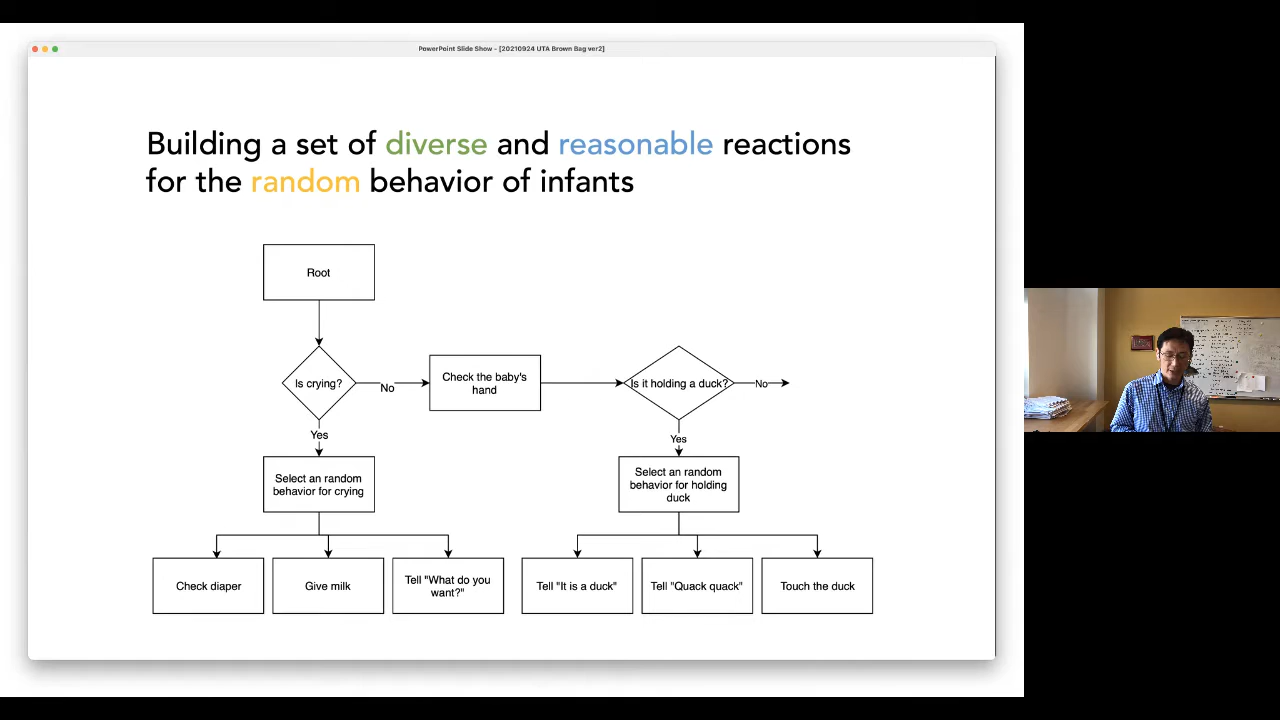 PowerPoint Slide Show - [20210924 UTA Brown Bag ver2]
Building a set of diverse and reasonable reactions
for the random behavior of infants
Root
Is crying?
No
Check the baby's
hand
Is it holding a duck?
No
Yes
Yes
Select an random
behavior for crying
Select an random
behavior for holding
duck
Check diaper
Give milk
Tell "What do you
want?"
Tell "It is a duck"
Tell "Quack quack"
Touch the duck